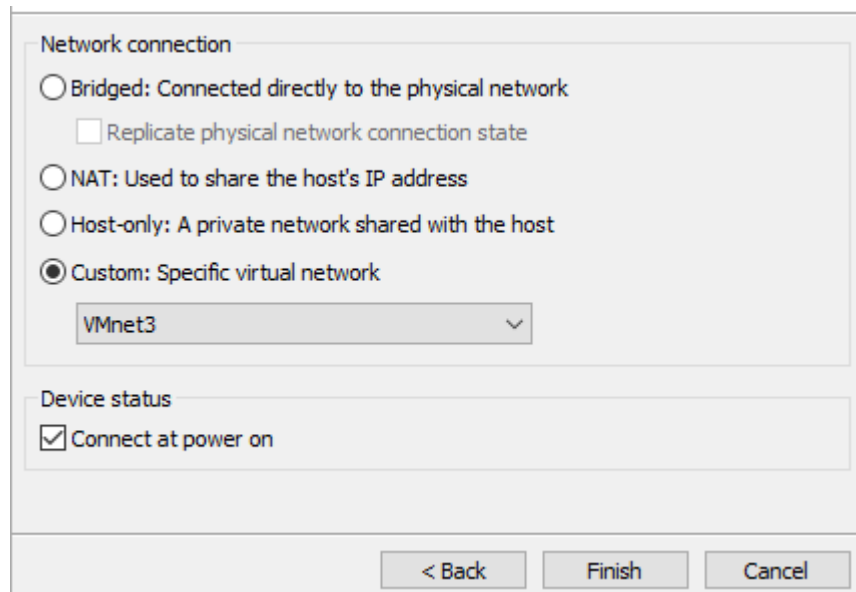 Network connection
Bridged: Connected directly to the physical network
Replicate physical network connection state
NAT: Used to share the host's IP address
Host-only: A private network shared with the host
Custom: Specific virtual network
VMnet3
Device status
Connect at power on
< Back Finish Cancel